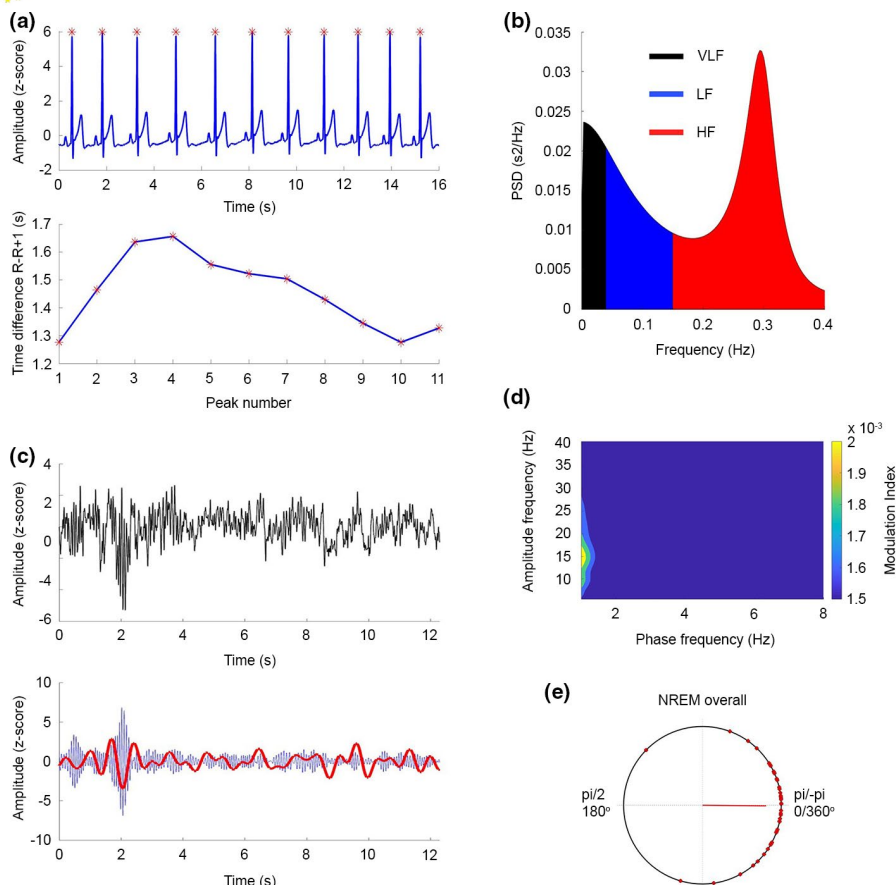 (a)
6
4
2
0
-2
Amplitude (z-score)
0 2 4 6 8 10 12 14 16
Time (s)
1.7
1.6
1.5
1.4
1.3
1.2
Time difference R-R+1 (s)
1 2 3 4 5 6 7 8 9 10 11
Peak number
(b)
0.035
0.03
0.025
0.02
0.015
0.01
0.005
0
PSD (s2/Hz)
VLF
LF
HF
0 0.1 0.2 0.3 0.4
Frequency (Hz)
(c)
4
2
0
-4
-6
Amplitude (z-score)
0 2 4 6 8 10 12
Time (s)
10
5
0
-5
-10
Amplitude (z-score)
0 2 4 6 8 10 12
Time (s)
(d)
40
35
30
25
20
15
10
Amplitude frequency (Hz)
2 4 6 8
Phase frequency (Hz)
x 10-3
2
1.9
1.8
1.7
1.6
1.5
Modulation Index
(e)
NREM overall
pi/2
180º
pi/-pi
0/360º